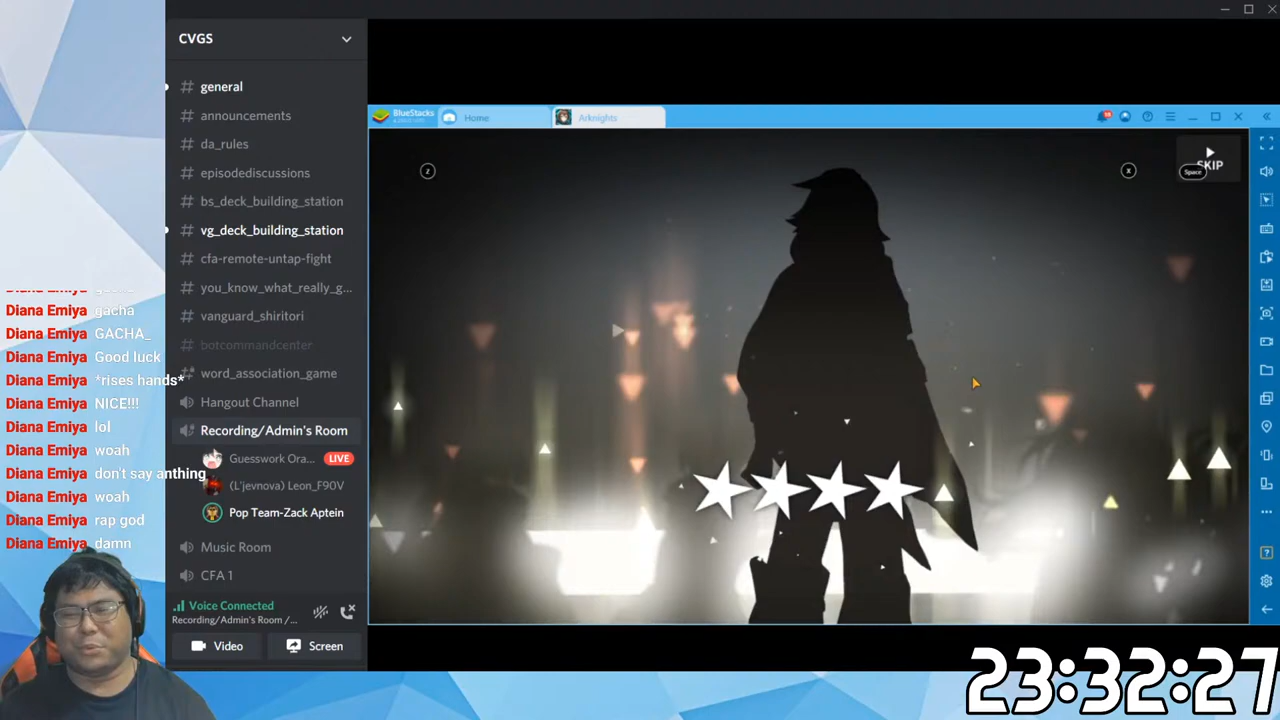 CVGS
general
announcements
da_rules
episodediscussions
bs_deck_building_station
vg_deck_building_station
cfa-remote-untap-fight
you_know_what_really_g...
vanguard_shiritori
botcommandcenter
word_association_game
Hangout Channel
Recording/Admin's Room
Guesswork Ora... LIVE
(L'jevnova) Leon_F90V
Pop Team-Zack Aptein
Music Room
CFA 1
Voice Connected
Recording/Admin's Room /...
Video Screen
Diana Emiya
Diana Emiya gacha
Diana Emiya GACHA_
Diana Emiya Good luck
Diana Emiya *rises hands*
Diana Emiya NICE!!!
Diana Emiya lol
Diana Emiya woah
Diana Emiya don't say anthing
Diana Emiya woah
Diana Emiya rap god
Diana Emiya damn
BlueStacks Home Arknights
Z
X
SKIP
Space
23:32:27